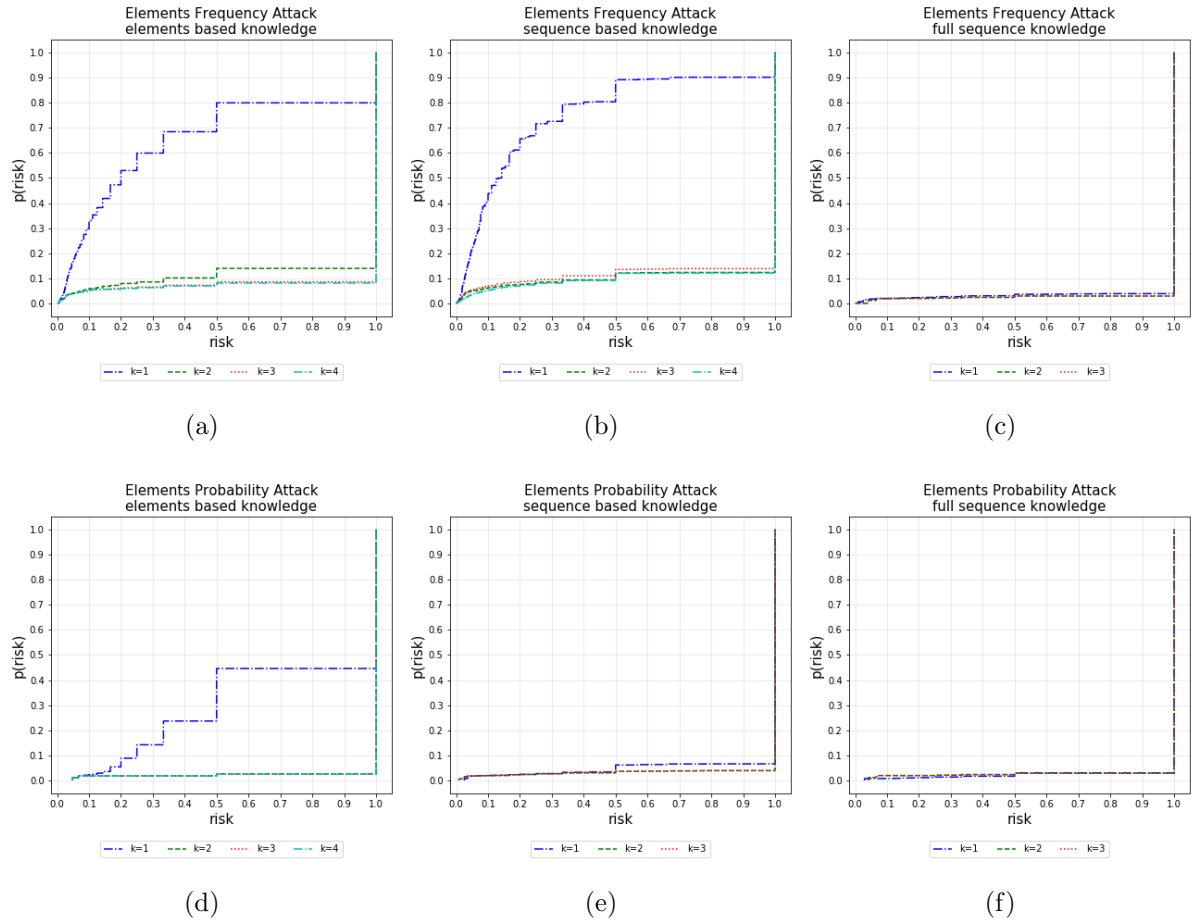 Elements Frequency Attack
elements based knowledge
p(risk)
1.0
0.9
0.8
0.7
0.6
0.5
0.4
0.3
0.2
0.1
0.0
0.0 0.1 0.2 0.3 0.4 0.5 0.6 0.7 0.8 0.9 1.0
risk
k=1 k=2 k=3 k=4
(a)
Elements Frequency Attack
sequence based knowledge
p(risk)
1.0
0.9
0.8
0.7
0.6
0.5
0.4
0.3
0.2
0.1
0.0
0.0 0.1 0.2 0.3 0.4 0.5 0.6 0.7 0.8 0.9 1.0
risk
k=1 k=2 k=3 k=4
(b)
Elements Frequency Attack
full sequence knowledge
p(risk)
1.0
0.9
0.8
0.7
0.6
0.5
0.4
0.3
0.2
0.1
0.0
0.0 0.1 0.2 0.3 0.4 0.5 0.6 0.7 0.8 0.9 1.0
risk
k=1 k=2 k=3
(c)
Elements Probability Attack
elements based knowledge
p(risk)
1.0
0.9
0.8
0.7
0.6
0.5
0.4
0.3
0.2
0.1
0.0
0.0 0.1 0.2 0.3 0.4 0.5 0.6 0.7 0.8 0.9 1.0
risk
k=1 k=2 k=3 k=4
(d)
Elements Probability Attack
sequence based knowledge
p(risk)
1.0
0.9
0.8
0.7
0.6
0.5
0.4
0.3
0.2
0.1
0.0
0.0 0.1 0.2 0.3 0.4 0.5 0.6 0.7 0.8 0.9 1.0
risk
k=1 k=2 k=3
(e)
Elements Probability Attack
full sequence knowledge
p(risk)
1.0
0.9
0.8
0.7
0.6
0.5
0.4
0.3
0.2
0.1
0.0
0.0 0.1 0.2 0.3 0.4 0.5 0.6 0.7 0.8 0.9 1.0
risk
k=1 k=2 k=3
(f)